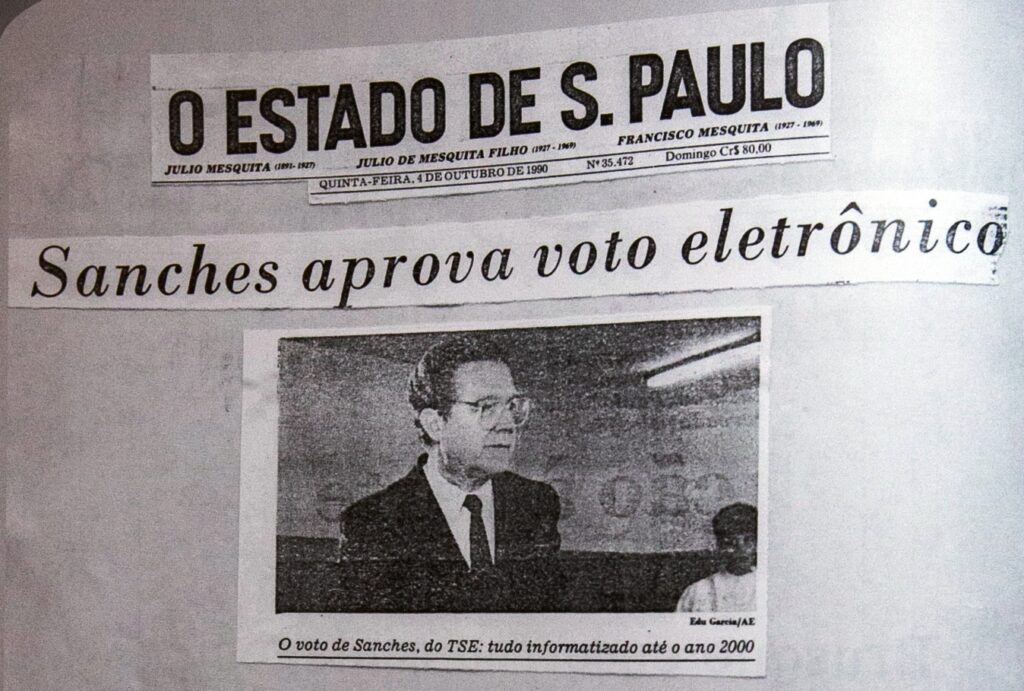 O ESTADO DE S. PAULO
JULIO MESQUITA (1891-1927) JULIO DE MESQUITA FILHO (1927 - 1969) FRANCISCO MESQUITA (1927 - 1969)
QUINTA-FEIRA, 4 DE OUTUBRO DE 1990 Nº 35.472 Domingo Cr$ 80,00
Sanches aprova voto eletrônico
Edu Garcia/AE
O voto de Sanches, do TSE: tudo informatizado até o ano 2000